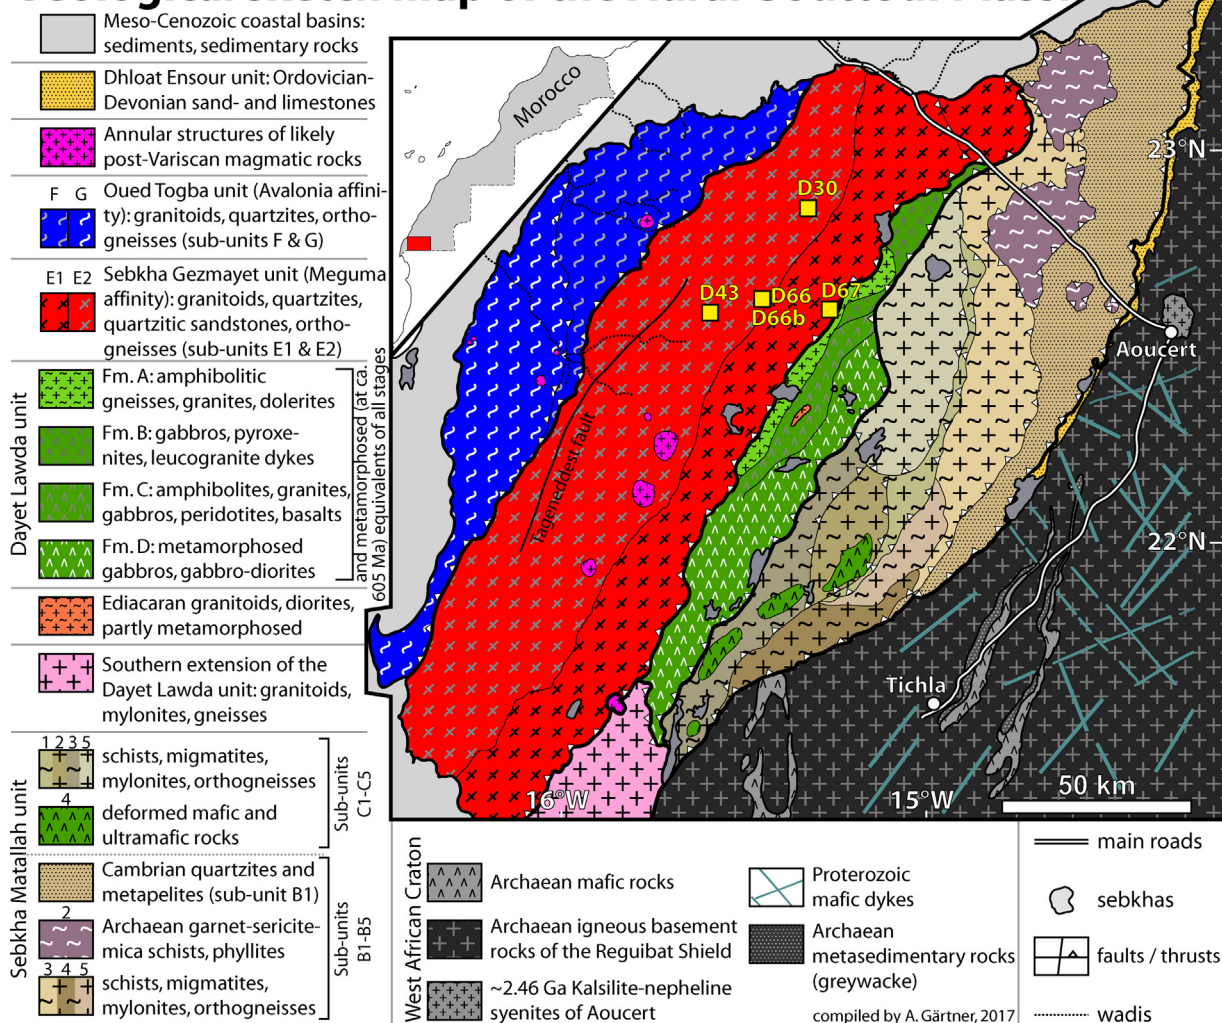 Meso-Cenozoic coastal basins:
sediments, sedimentary rocks
Dhloat Ensour unit: Ordovician-
Devonian sand- and limestones
Annular structures of likely
post-Variscan magmatic rocks
F G
Oued Togba unit (Avalonia affini-
ty): granitoids, quartzites, ortho-
gneisses (sub-units F & G)
E1 E2
Sebkha Gezmayet unit (Meguma
affinity): granitoids, quartzites,
quartzitic sandstones, ortho-
gneisses (sub-units E1 & E2)
Dayet Lawda unit
Fm. A: amphibolitic
gneisses, granites, dolerites
Fm. B: gabbros, pyroxe-
nites, leucogranite dykes
Fm. C: amphibolites, granites,
gabbros, peridotites, basalts
Fm. D: metamorphosed
gabbros, gabbro-diorites
and metamorphosed (at ca.
605 Ma) equivalents of all stages
Ediacaran granitoids, diorites,
partly metamorphosed
Southern extension of the
Dayet Lawda unit: granitoids,
mylonites, gneisses
Sebkha Matallah unit
1 2 3 5
schists, migmatites,
mylonites, orthogneisses
4
deformed mafic and
ultramafic rocks
Sub-units
C1-C5
Cambrian quartzites and
metapelites (sub-unit B1)
2
Archaean garnet-sericite-
mica schists, phyllites
3 4 5
schists, migmatites,
mylonites, orthogneisses
Sub-units
B1-B5
Morocco
D30
D43
D66
D66b
D67
Tageneddest fault
23°N
Aoucert
22°N
Tichla
16°W
15°W
50 km
West African Craton
Archaean mafic rocks
Archaean igneous basement
rocks of the Reguibat Shield
~2.46 Ga Kalsilite-nepheline
syenites of Aoucert
Proterozoic
mafic dykes
Archaean
metasedimentary rocks
(greywacke)
compiled by A. Gärtner, 2017
main roads
sebkhas
faults / thrusts
wadis